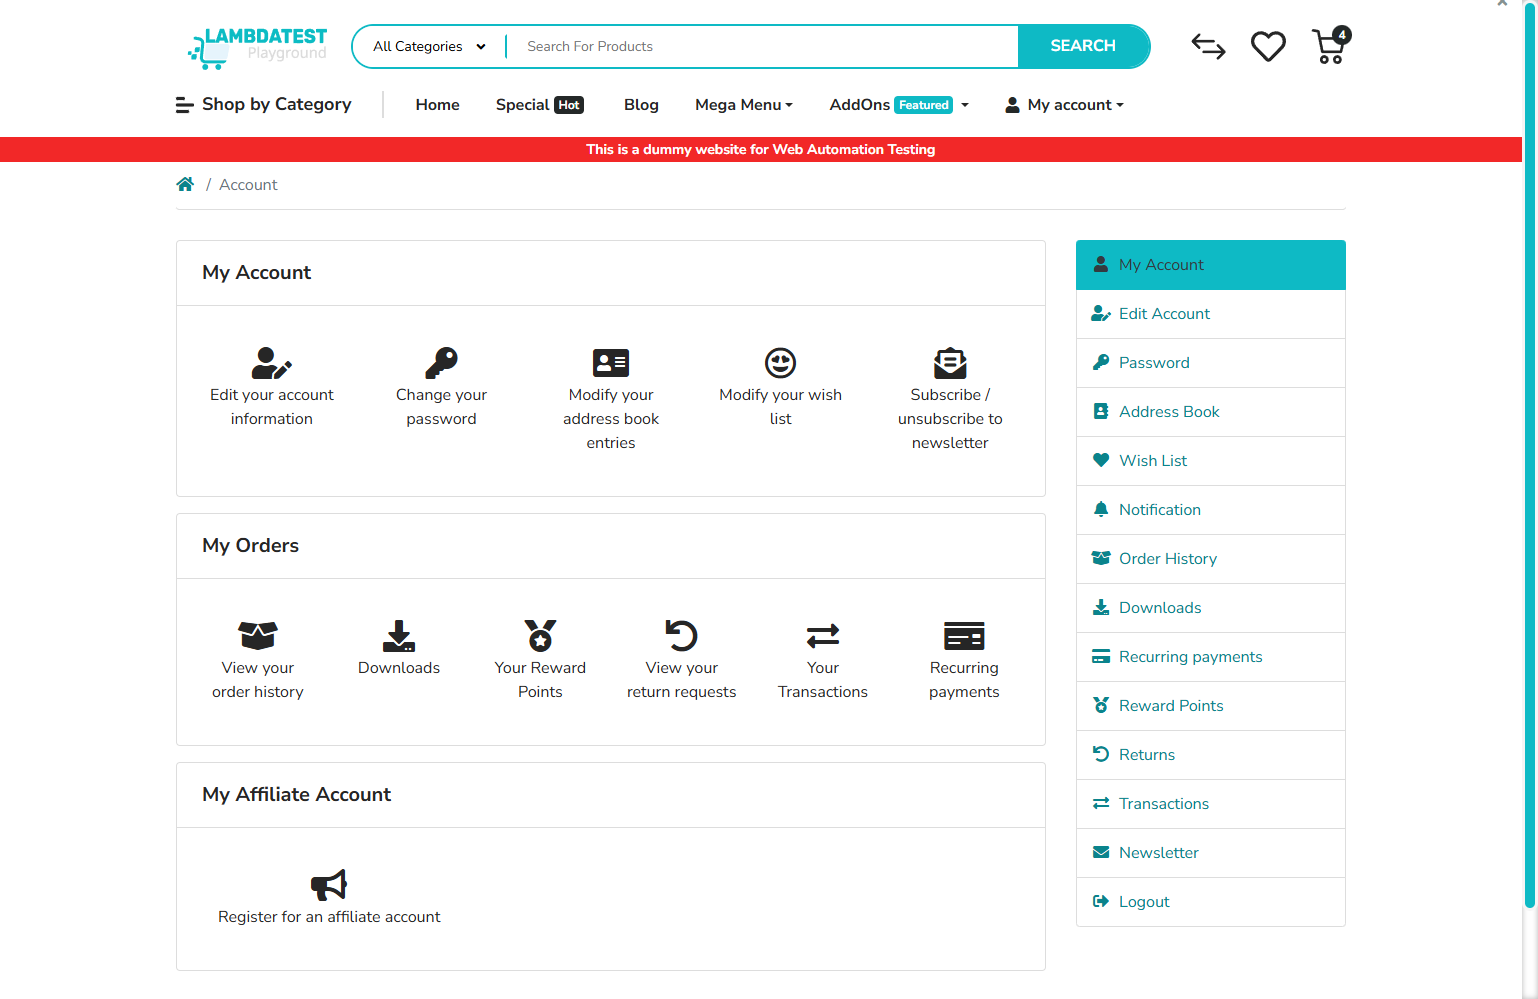 LAMBDATEST
Playground
All Categories
Search For Products
SEARCH
4
Shop by Category
Home
Special Hot
Blog
Mega Menu
AddOns Featured
My account
This is a dummy website for Web Automation Testing
/ Account
My Account
Edit your account
information
Change your
password
Modify your
address book
entries
Modify your wish
list
Subscribe /
unsubscribe to
newsletter
My Orders
View your
order history
Downloads
Your Reward
Points
View your
return requests
Your
Transactions
Recurring
payments
My Affiliate Account
Register for an affiliate account
My Account
Edit Account
Password
Address Book
Wish List
Notification
Order History
Downloads
Recurring payments
Reward Points
Returns
Transactions
Newsletter
Logout